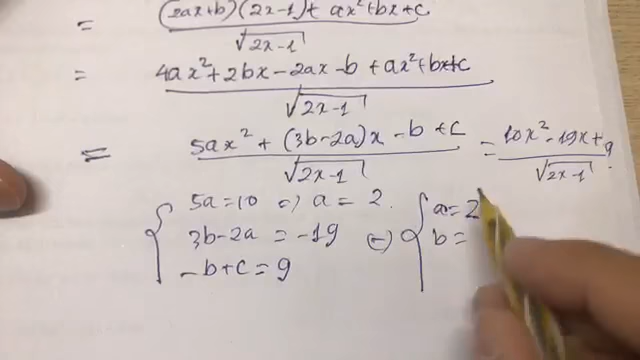 = (2ax+b)(2x-1)+ax²+bx+c / √(2x-1)
= 4ax²+2bx-2ax-b+ax²+bx+c / √(2x-1)
= 5ax²+(3b-2a)x-b+c / √(2x-1) = 10x²-19x+9 / √(2x-1)
{ 5a=10 => a=2. { a=2
3b-2a=-19 <=> b=
-b+c=9